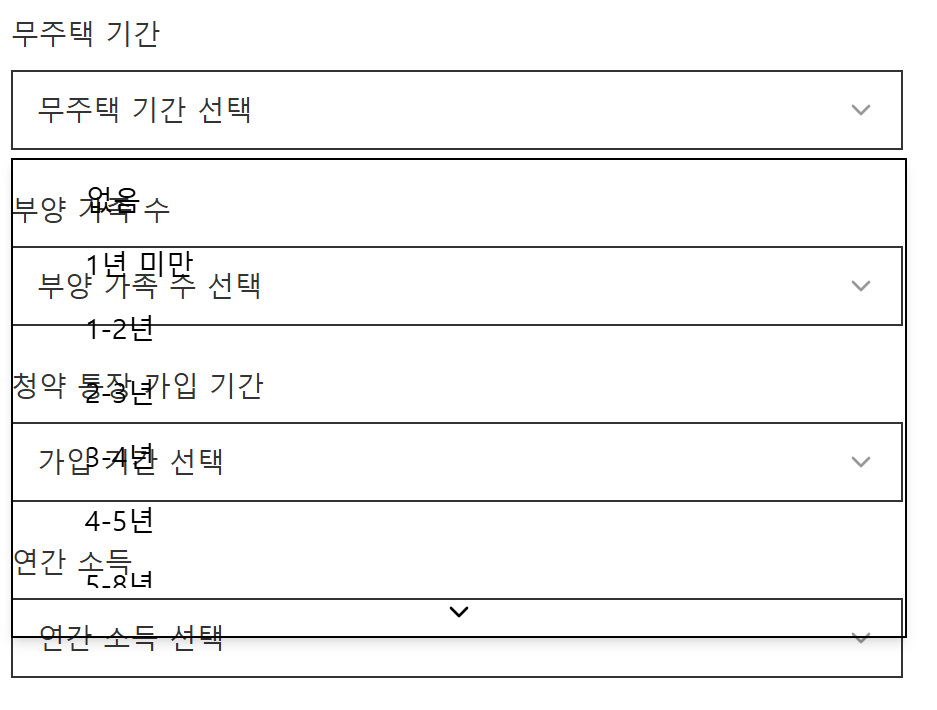 무주택 기간
무주택 기간 선택
없음
부양 가족 수
1년 미만
부양 가족 수 선택
1-2년
청약 통장 가입 기간
2-3년
3-4년
가입 기간 선택
4-5년
연간 소득
5-8년
연간 소득 선택